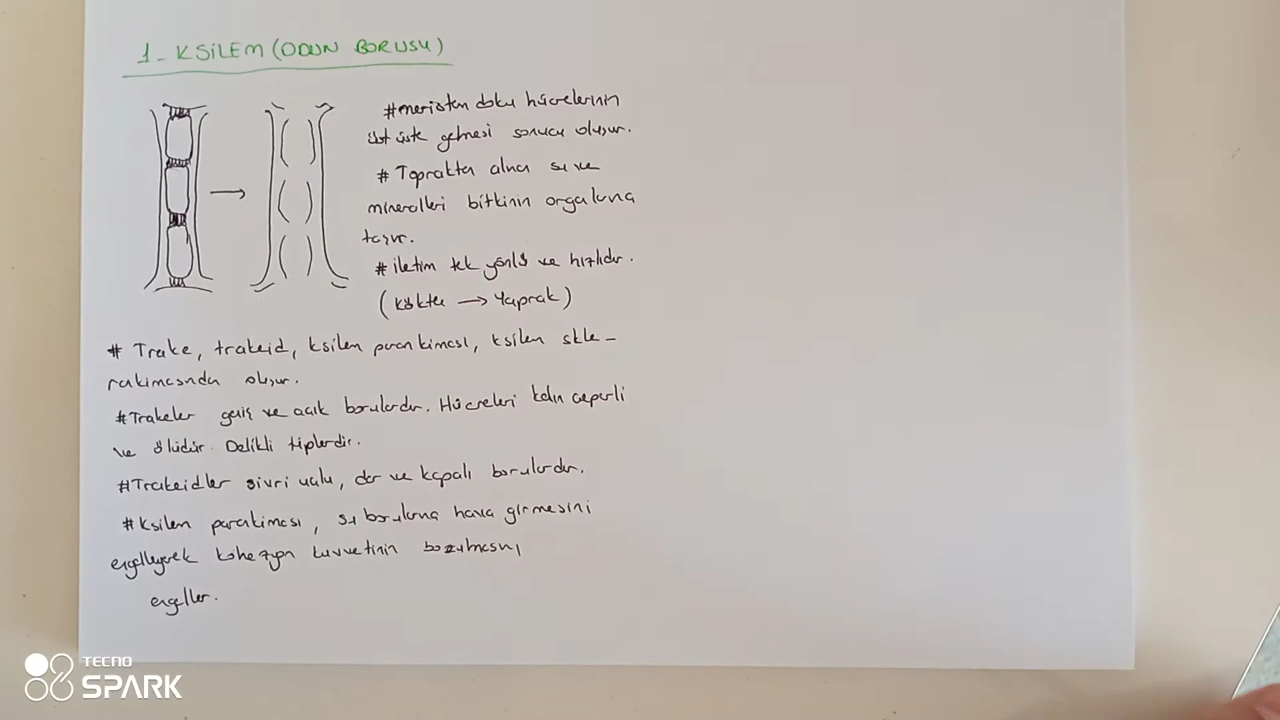 1- KSİLEM (ODUN BORUSU)
#meristem doku hücrelerinin
üst üste gelmesi sonucu oluşur.
# Topraktan alınan su ve
mineralleri bitkinin organlarına
taşır.
# iletim tek yönlü ve hızlıdır.
(kökten → Yaprak)
# Trake, trakeid, ksilem parankiması, ksilem skle-
rankimasından oluşur.
#Trakeler geniş ve açık borulardır. Hücreleri kalın çeperli
ve ölüdür. Delikli tiplerdir.
#Trakeidler sivri uçlu, dar ve kapalı borulardır.
#Ksilem parankiması, su borularına hava girmesini
engelleyerek kohezyon kuvvetinin bozulmasını
engeller.
TECNO
SPARK